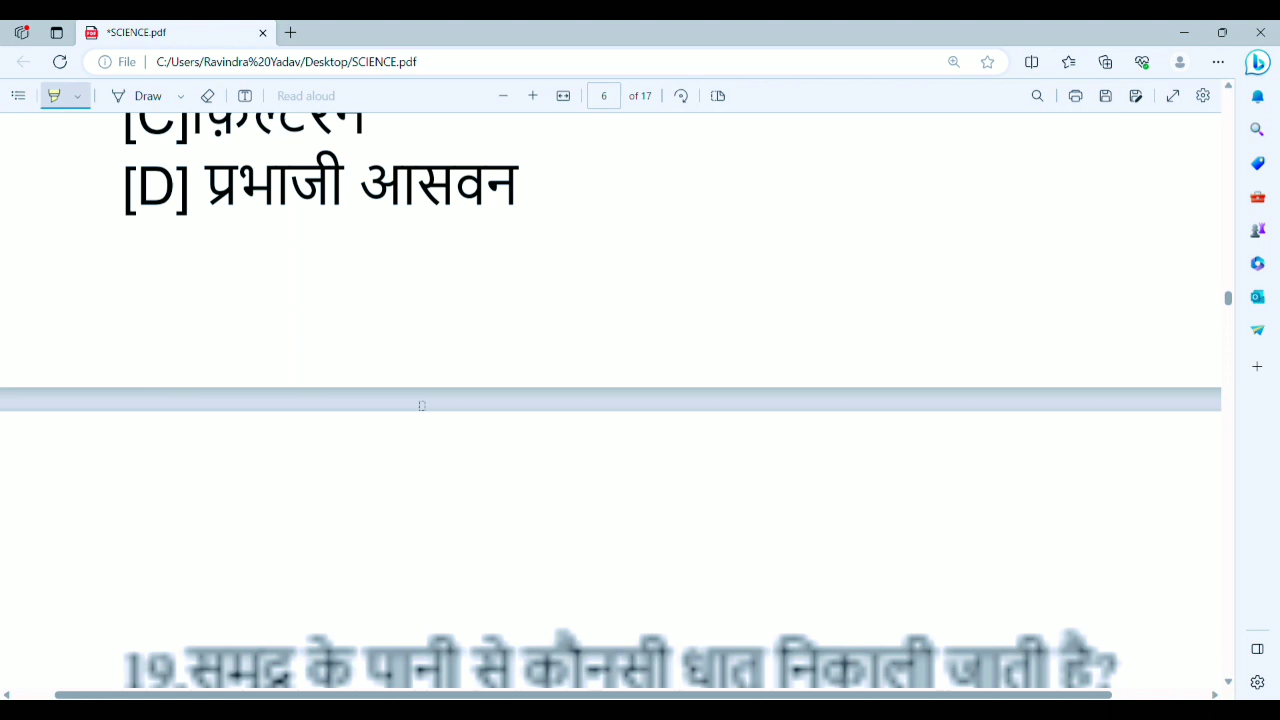 *SCIENCE.pdf
File C:/Users/Ravindra%20Yadav/Desktop/SCIENCE.pdf
Draw Read aloud 6 of 17
[C]फ़िल्टरन
[D] प्रभाजी आसवन
19.समुद्र के पानी से कौनसी धातु निकाली जाती है?